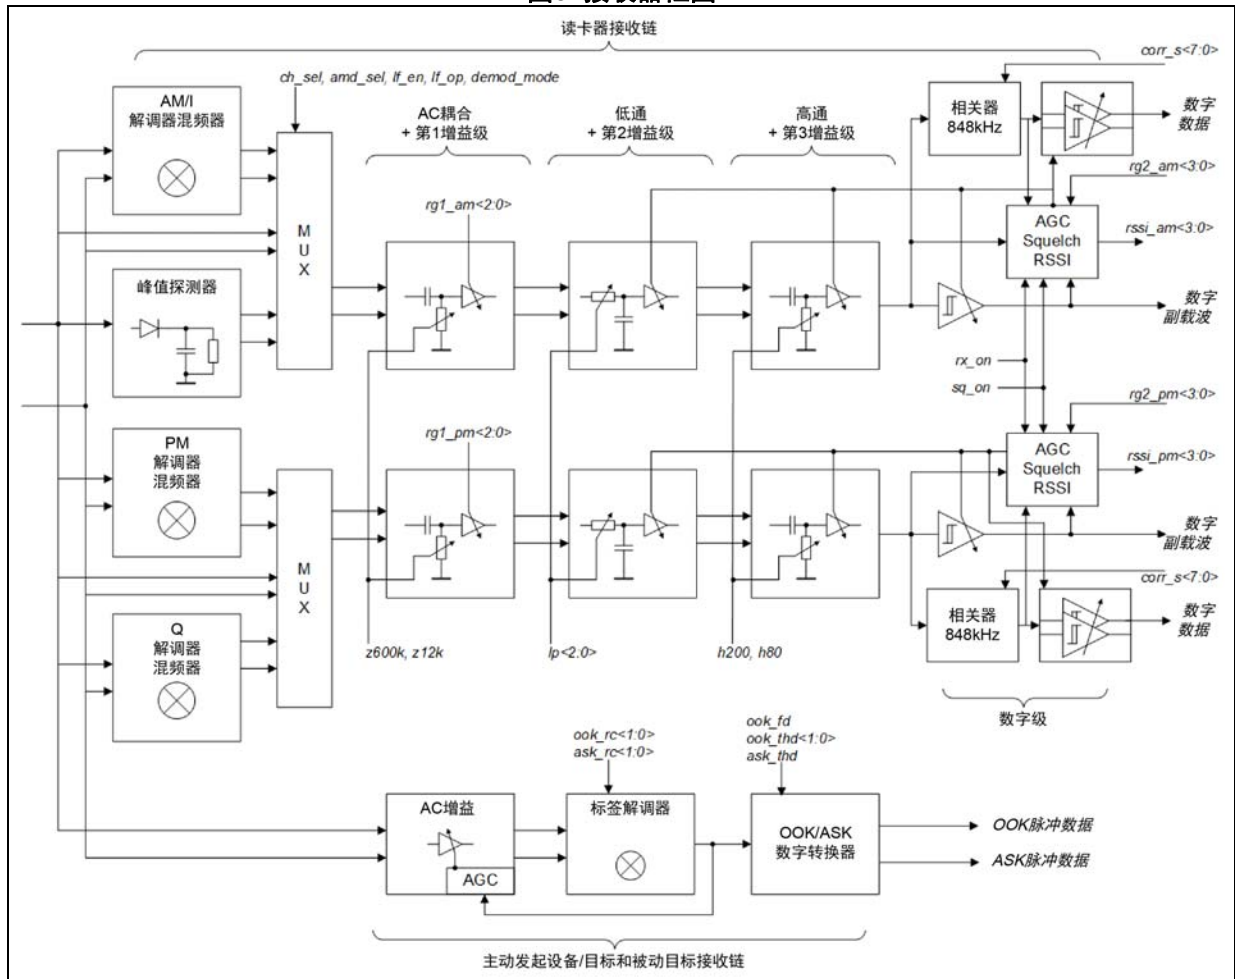 读卡器接收链
corr_s<7:0>
ch_sel, amd_sel, lf_en, lf_op, demod_mode
AM/I
解调器混频器
AC耦合
+ 第1增益级
低通
+ 第2增益级
高通
+ 第3增益级
相关器
848kHz
数字
数据
rg2_am<3:0>
rg1_am<2:0>
M
U
X
AGC
Squelch
RSSI
rssi_am<3:0>
峰值探测器
数字
副载波
rx_on
sq_on
rg2_pm<3:0>
PM
解调器
混频器
rg1_pm<2:0>
AGC
Squelch
RSSI
rssi_pm<3:0>
数字
副载波
M
U
X
corr_s<7:0>
Q
解调器
混频器
相关器
848kHz
数字
数据
z600k, z12k
lp<2:0>
h200, h80
数字级
ook_rc<1:0>
ask_rc<1:0>
ook_fd
ook_thd<1:0>
ask_thd
AC增益
AGC
标签解调器
OOK/ASK
数字转换器
OOK脉冲数据
ASK脉冲数据
主动发起设备/目标和被动目标接收链